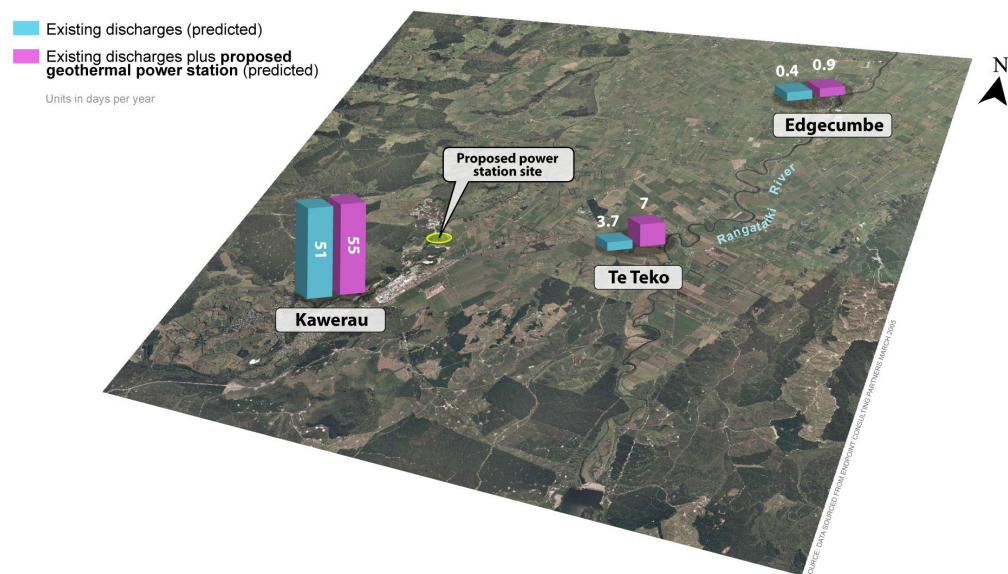 Existing discharges (predicted)
Existing discharges plus proposed
geothermal power station (predicted)
Units in days per year
N
0.4
0.9
Edgecumbe
Proposed power
station site
Rangataiki River
3.7
7
Te Teko
51
55
Kawerau
SOURCE: DATA SOURCED FROM ENDPOINT CONSULTING PARTNERS MARCH 2005